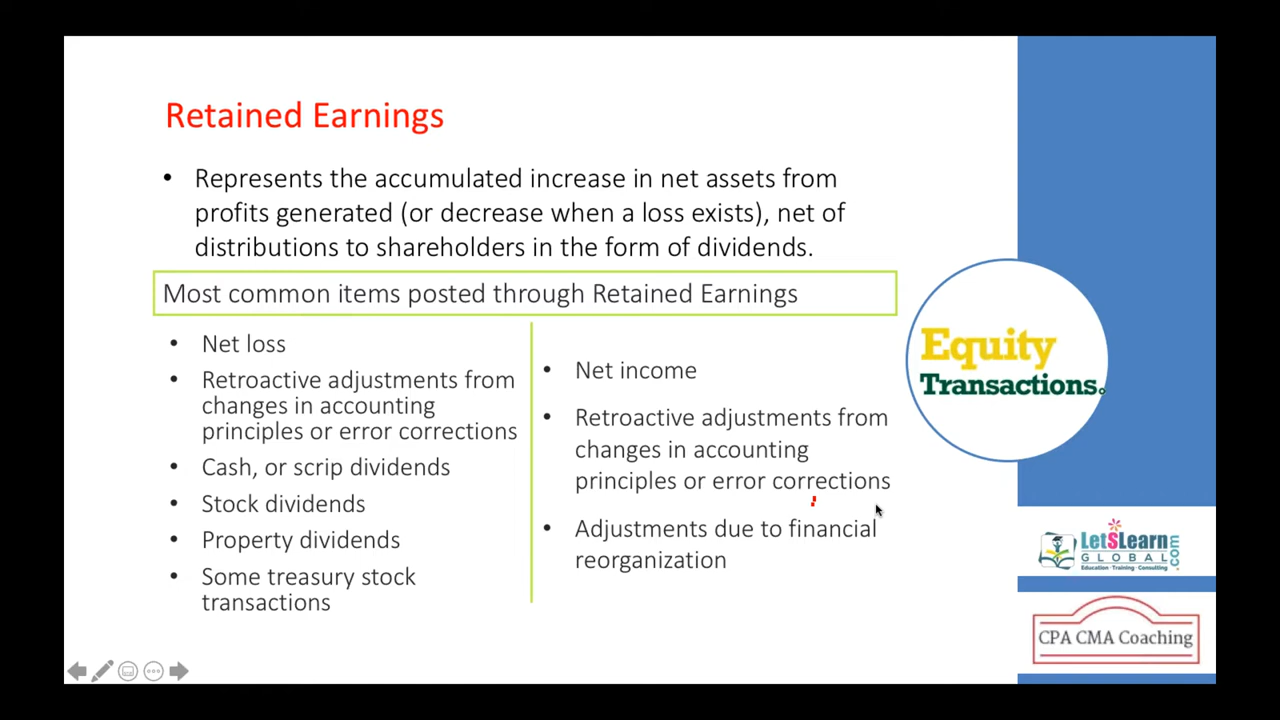 Retained Earnings
• Represents the accumulated increase in net assets from
profits generated (or decrease when a loss exists), net of
distributions to shareholders in the form of dividends.
Most common items posted through Retained Earnings
• Net loss
• Retroactive adjustments from
changes in accounting
principles or error corrections
• Cash, or scrip dividends
• Stock dividends
• Property dividends
• Some treasury stock
transactions
• Net income
• Retroactive adjustments from
changes in accounting
principles or error corrections
• Adjustments due to financial
reorganization
Equity
Transactions.
LetSLearn
GLOBAL
.com
Education - Training - Consulting
CPA CMA Coaching